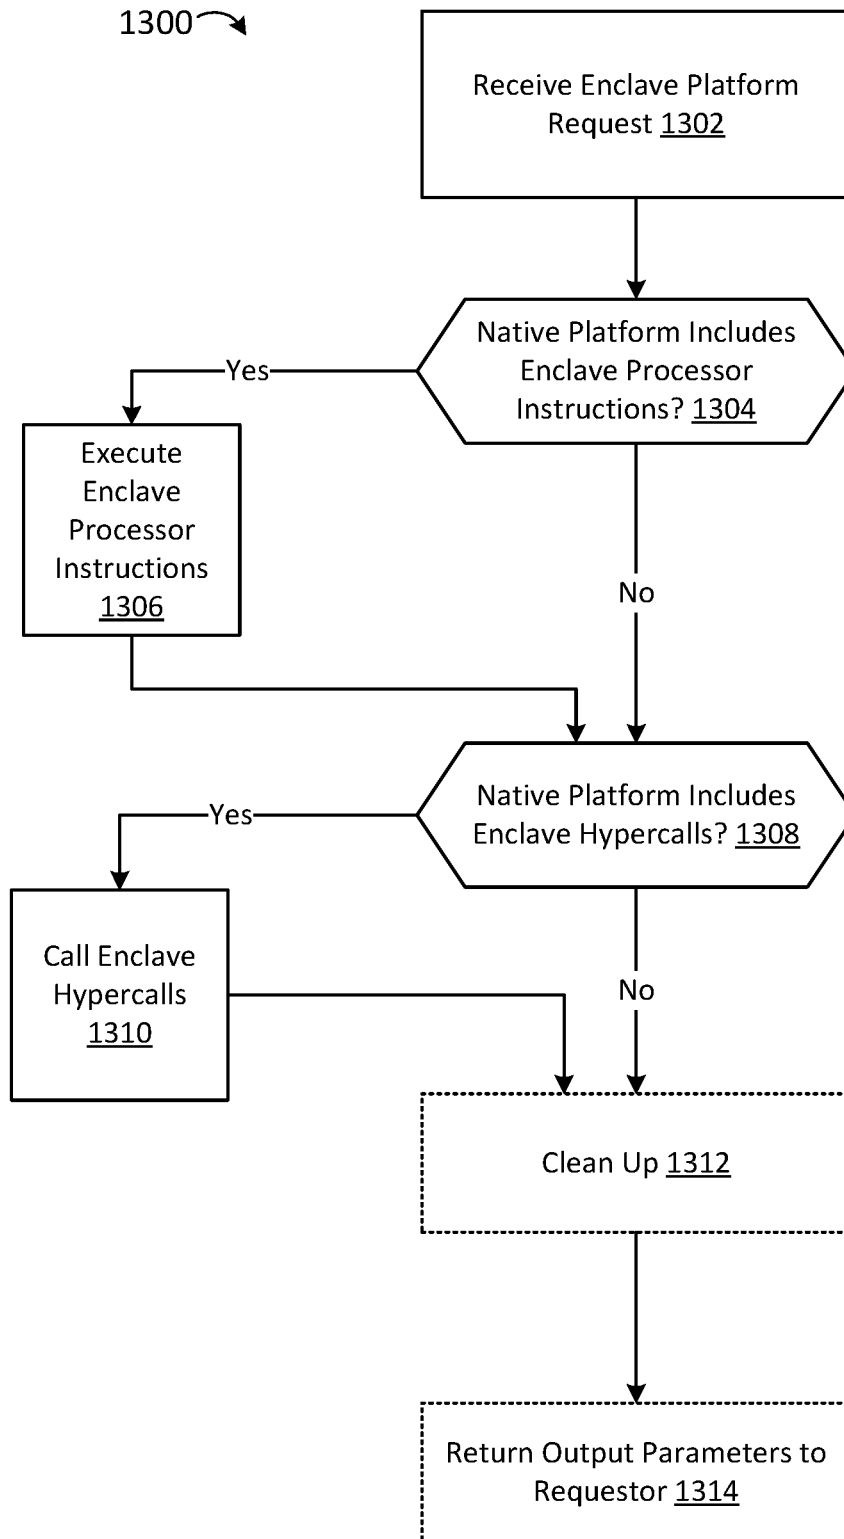 1300
Receive Enclave Platform
Request 1302
Native Platform Includes
Enclave Processor
Instructions? 1304
Yes
Execute
Enclave
Processor
Instructions
1306
No
Native Platform Includes
Enclave Hypercalls? 1308
Yes
Call Enclave
Hypercalls
1310
No
Clean Up 1312
Return Output Parameters to
Requestor 1314